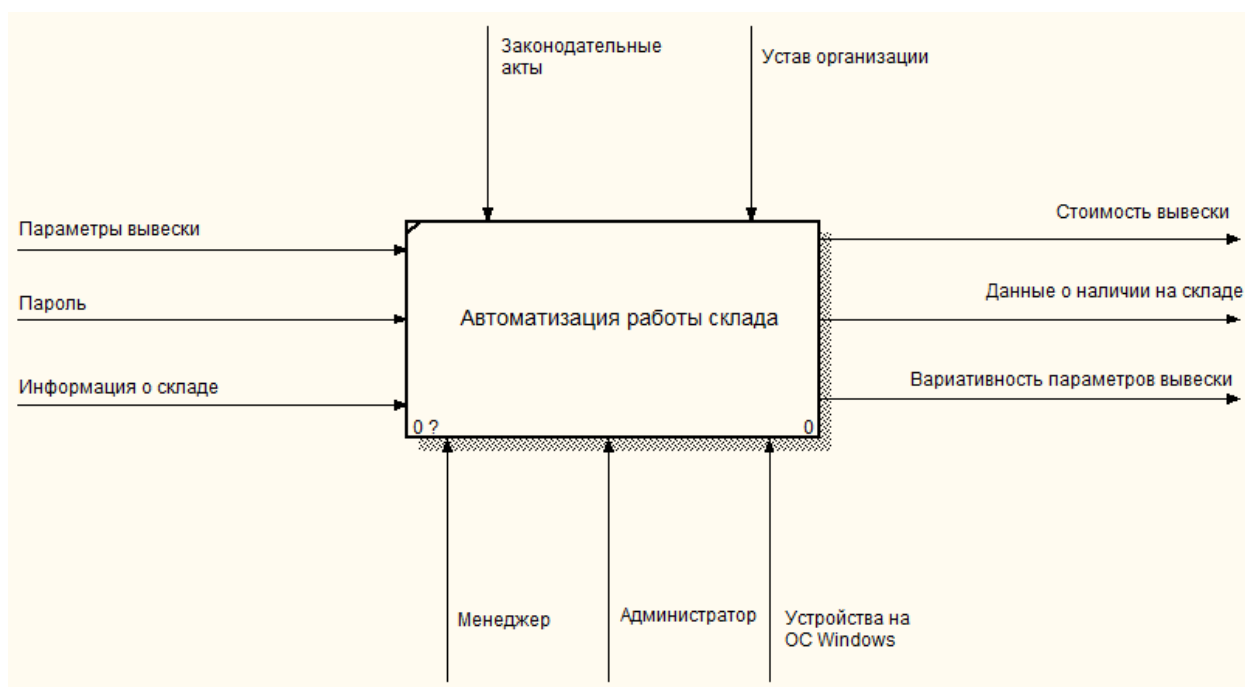 Законодательные
акты
Устав организации
Параметры вывески
Стоимость вывески
Пароль
Автоматизация работы склада
Данные о наличии на складе
Информация о складе
Вариативность параметров вывески
0 ?
0
Менеджер
Администратор
Устройства на
ОС Windows